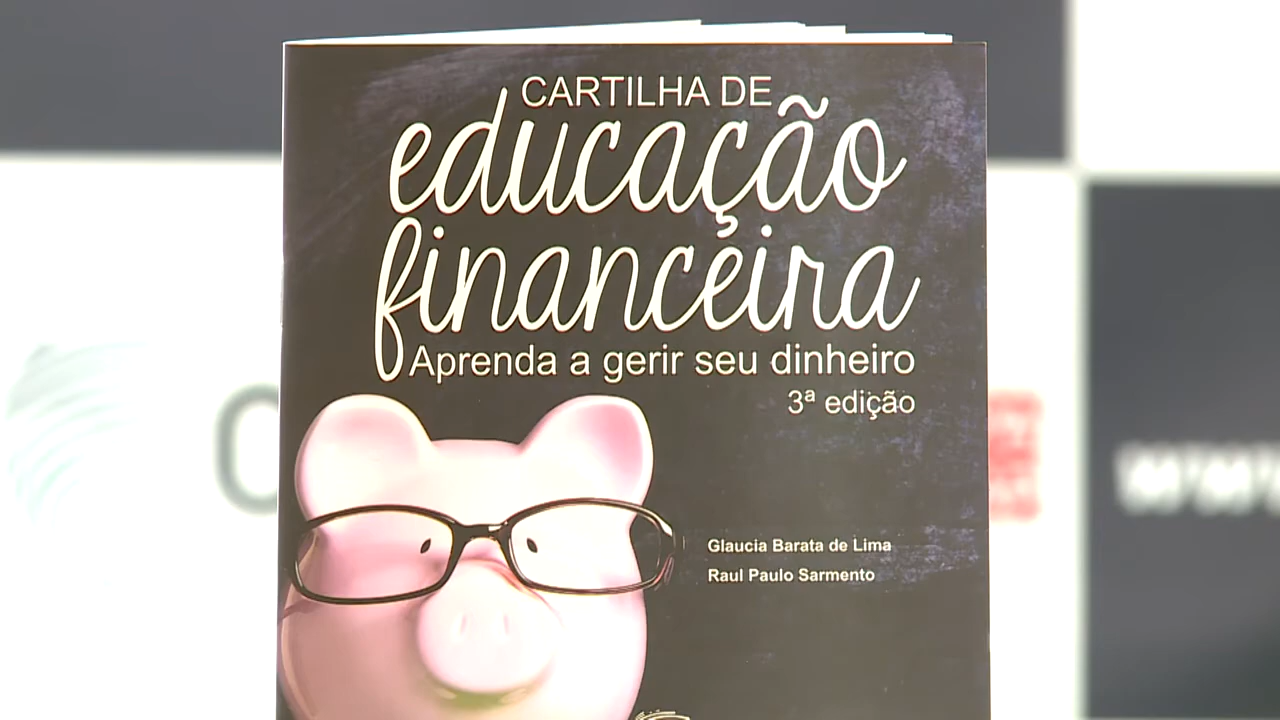 CARTILHA DE
educação
financeira
Aprenda a gerir seu dinheiro
3ª edição
Glaucia Barata de Lima
Raul Paulo Sarmento